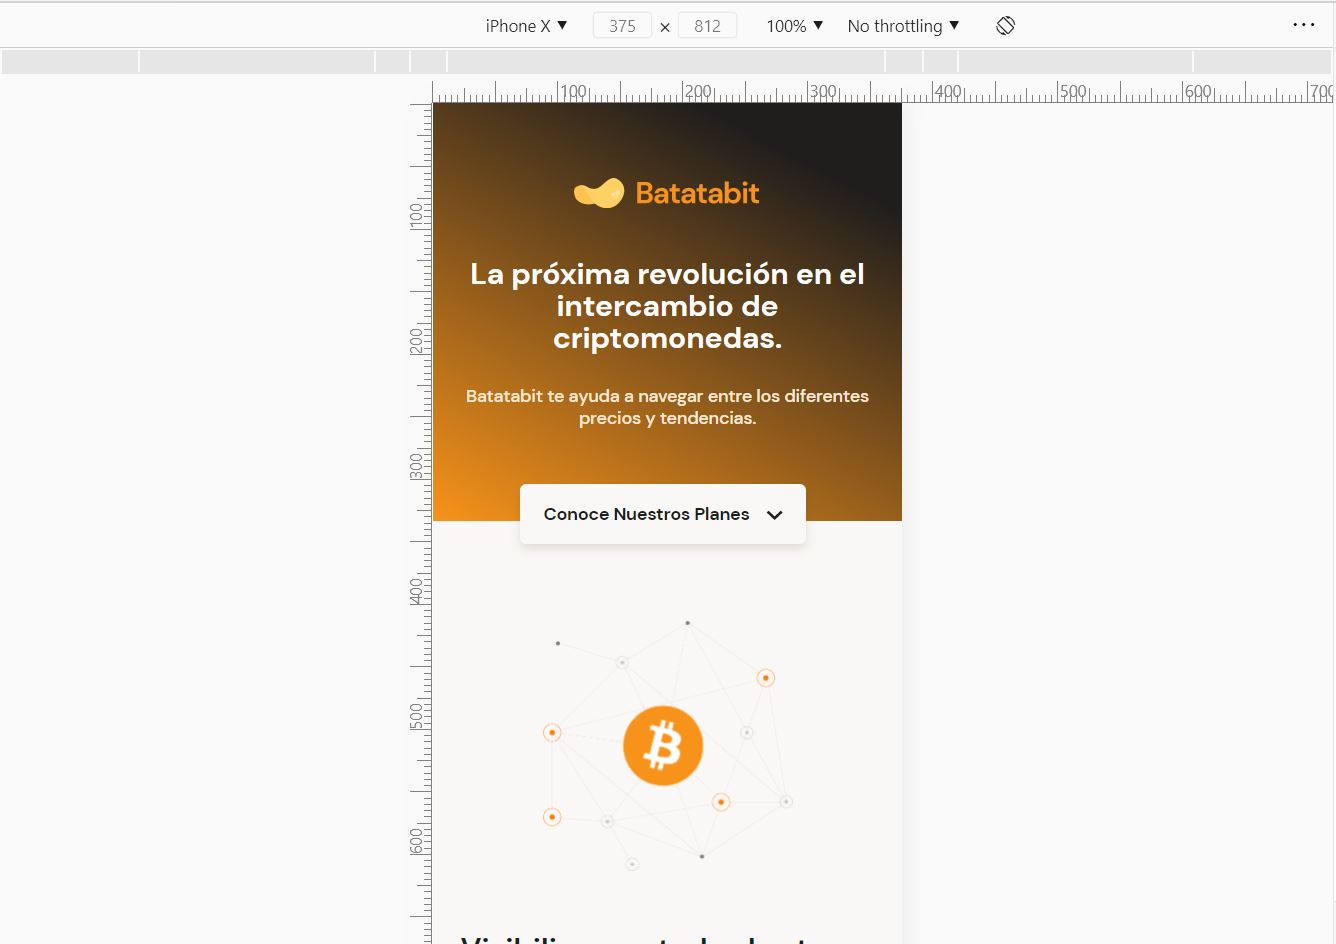 iPhone X ▼ 375 × 812 100% ▼ No throttling ▼ ...
100 200 300 400 500 600 700
Batatabit
La próxima revolución en el
intercambio de
criptomonedas.
Batatabit te ayuda a navegar entre los diferentes
precios y tendencias.
Conoce Nuestros Planes
100
200
300
400
500
600